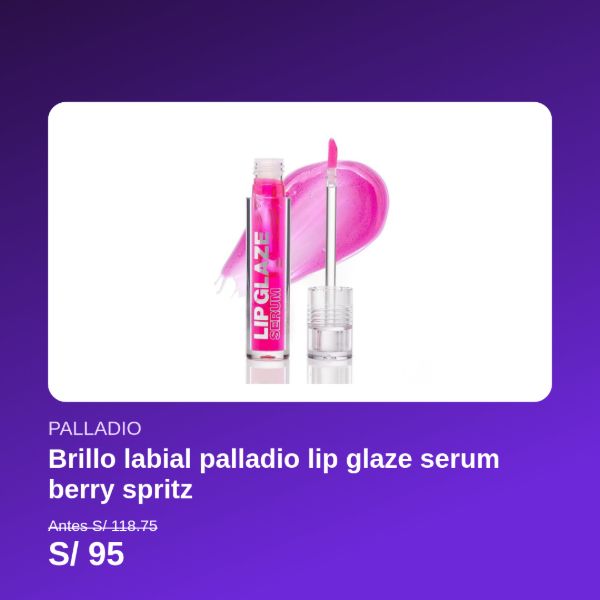 LIP GLAZE
SERUM
PALLADIO
Brillo labial palladio lip glaze serum
berry spritz
Antes S/ 118.75
S/ 95